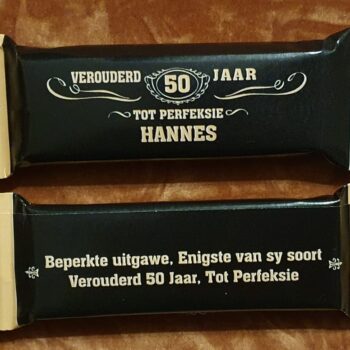 VEROUDERD 50 JAAR
TOT PERFEKSIE
HANNES
Beperkte uitgawe, Enigste van sy soort
Verouderd 50 Jaar, Tot Perfeksie